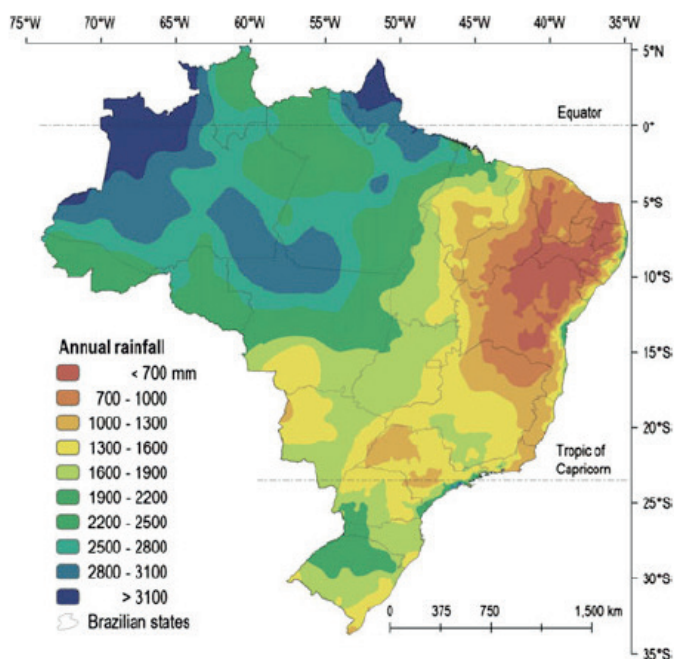 75°W 70°W 65°W 60°W 55°W 50°W 45°W 40°W 35°W
5°N
Equator
0°
5°S
10°S
15°S
20°S
Tropic of
Capricorn
25°S
30°S
35°S
Annual rainfall
< 700 mm
700 - 1000
1000 - 1300
1300 - 1600
1600 - 1900
1900 - 2200
2200 - 2500
2500 - 2800
2800 - 3100
> 3100
Brazilian states
0 375 750 1,500 km